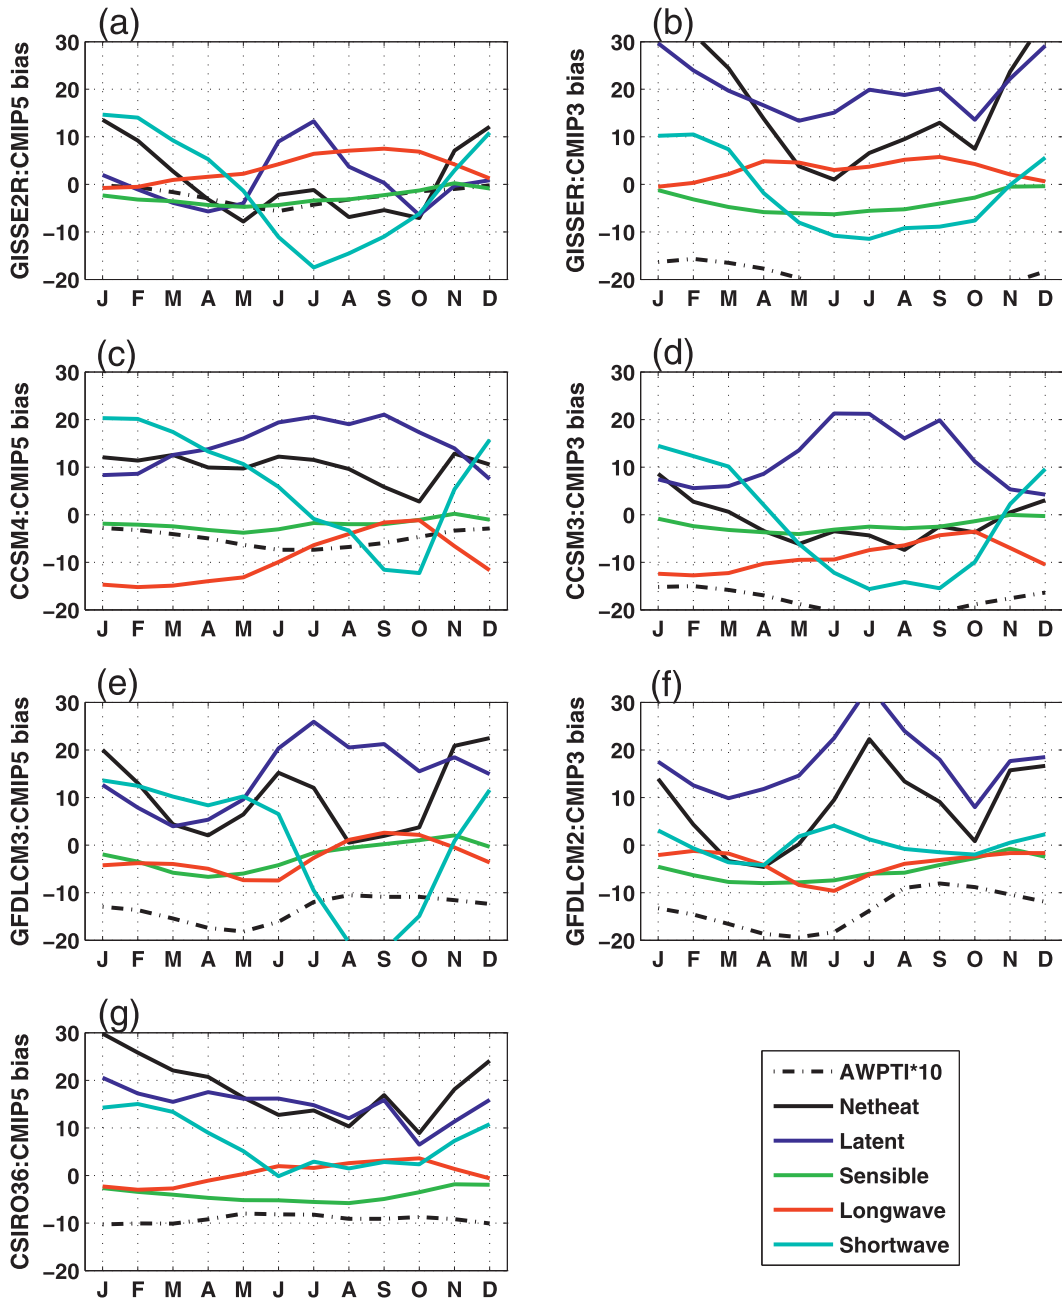 (a)
GISSE2R:CMIP5 bias
30
20
10
0
−10
−20
J F M A M J J A S O N D
(b)
GISSER:CMIP3 bias
30
20
10
0
−10
−20
J F M A M J J A S O N D
(c)
CCSM4:CMIP5 bias
30
20
10
0
−10
−20
J F M A M J J A S O N D
(d)
CCSM3:CMIP3 bias
30
20
10
0
−10
−20
J F M A M J J A S O N D
(e)
GFDLCM3:CMIP5 bias
30
20
10
0
−10
−20
J F M A M J J A S O N D
(f)
GFDLCM2:CMIP3 bias
30
20
10
0
−10
−20
J F M A M J J A S O N D
(g)
CSIRO36:CMIP5 bias
30
20
10
0
−10
−20
J F M A M J J A S O N D
AWPTI*10
Netheat
Latent
Sensible
Longwave
Shortwave